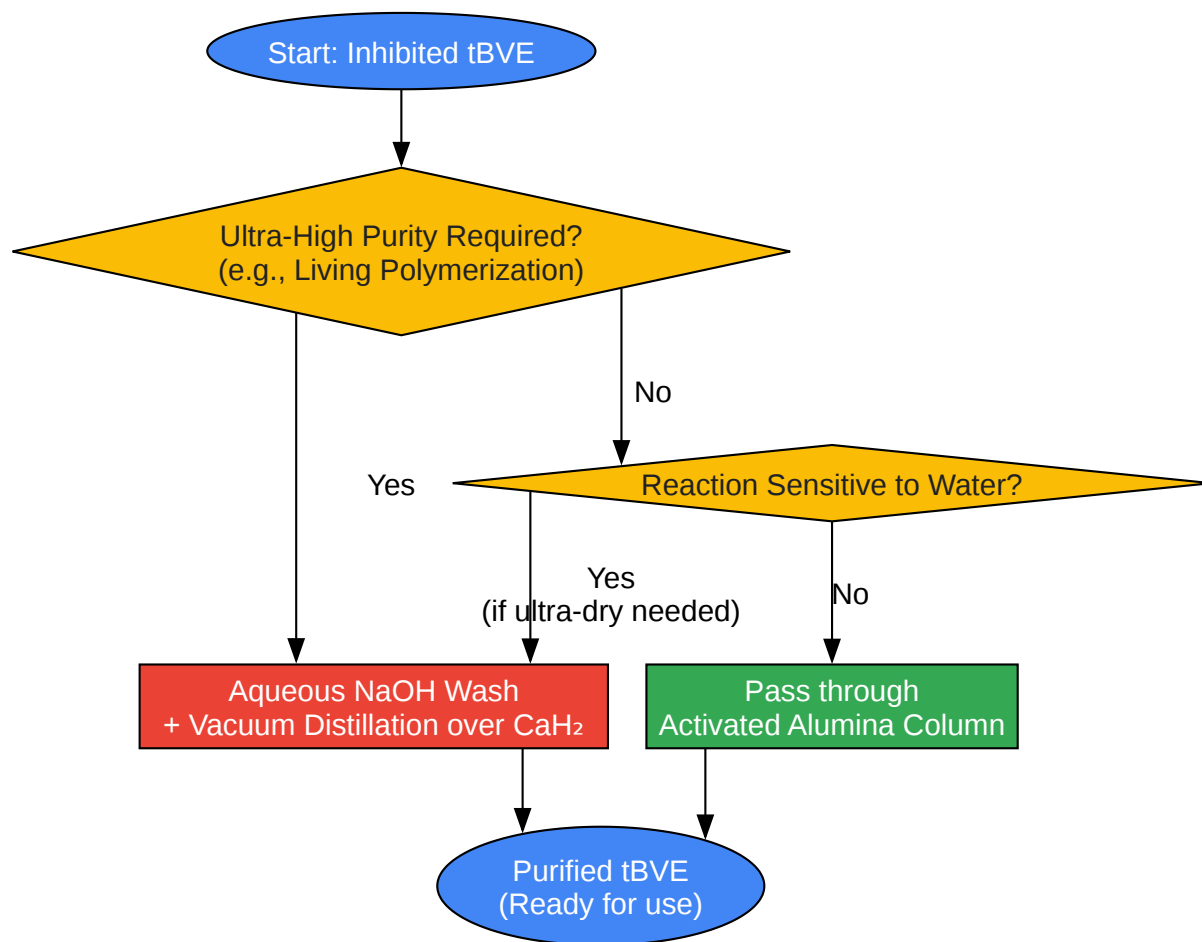 Start: Inhibited tBVE
Ultra-High Purity Required?
(e.g., Living Polymerization)
No
Yes
Reaction Sensitive to Water?
Yes
(if ultra-dry needed)
No
Aqueous NaOH Wash
+ Vacuum Distillation over CaH₂
Pass through
Activated Alumina Column
Purified tBVE
(Ready for use)